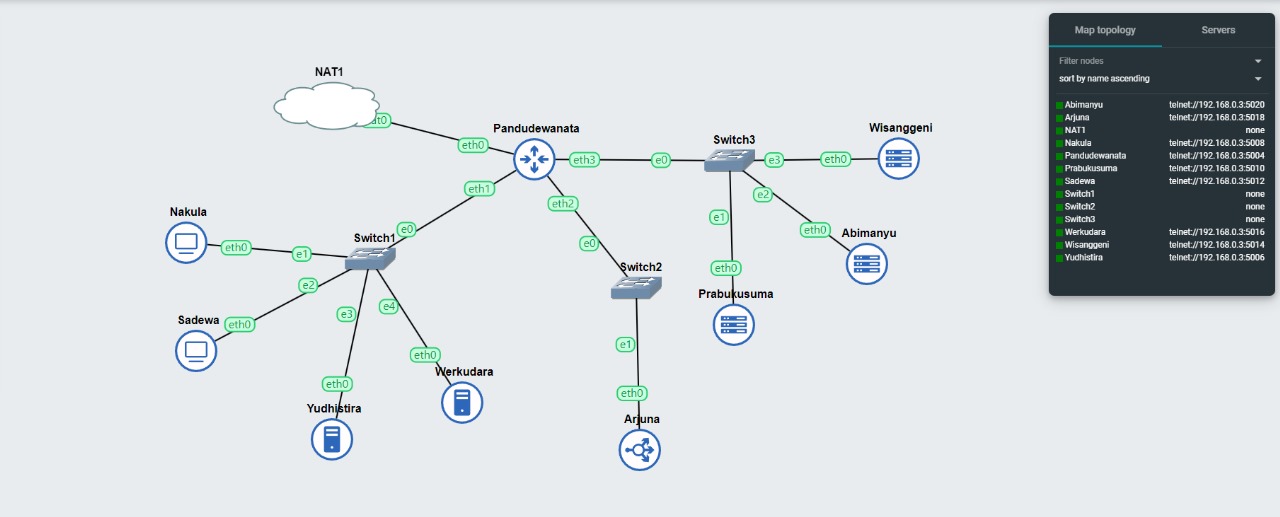 Map topology Servers
Filter nodes
sort by name ascending
Abimanyu telnet://192.168.0.3:5020
Arjuna telnet://192.168.0.3:5018
NAT1 none
Nakula telnet://192.168.0.3:5008
Pandudewanata telnet://192.168.0.3:5004
Prabukusuma telnet://192.168.0.3:5010
Sadewa telnet://192.168.0.3:5012
Switch1 none
Switch2 none
Switch3 none
Werkudara telnet://192.168.0.3:5016
Wisanggeni telnet://192.168.0.3:5014
Yudhistira telnet://192.168.0.3:5006
NAT1
eth0
Pandudewanata
eth3
e0
Switch3
e3
eth0
Wisanggeni
eth1
eth2
e2
e1
eth0
Abimanyu
Nakula
eth0
e1
Switch1
e0
e0
Switch2
eth0
Prabukusuma
e2
e3
e4
Sadewa
eth0
e1
eth0
Werkudara
eth0
Yudhistira
eth0
Arjuna